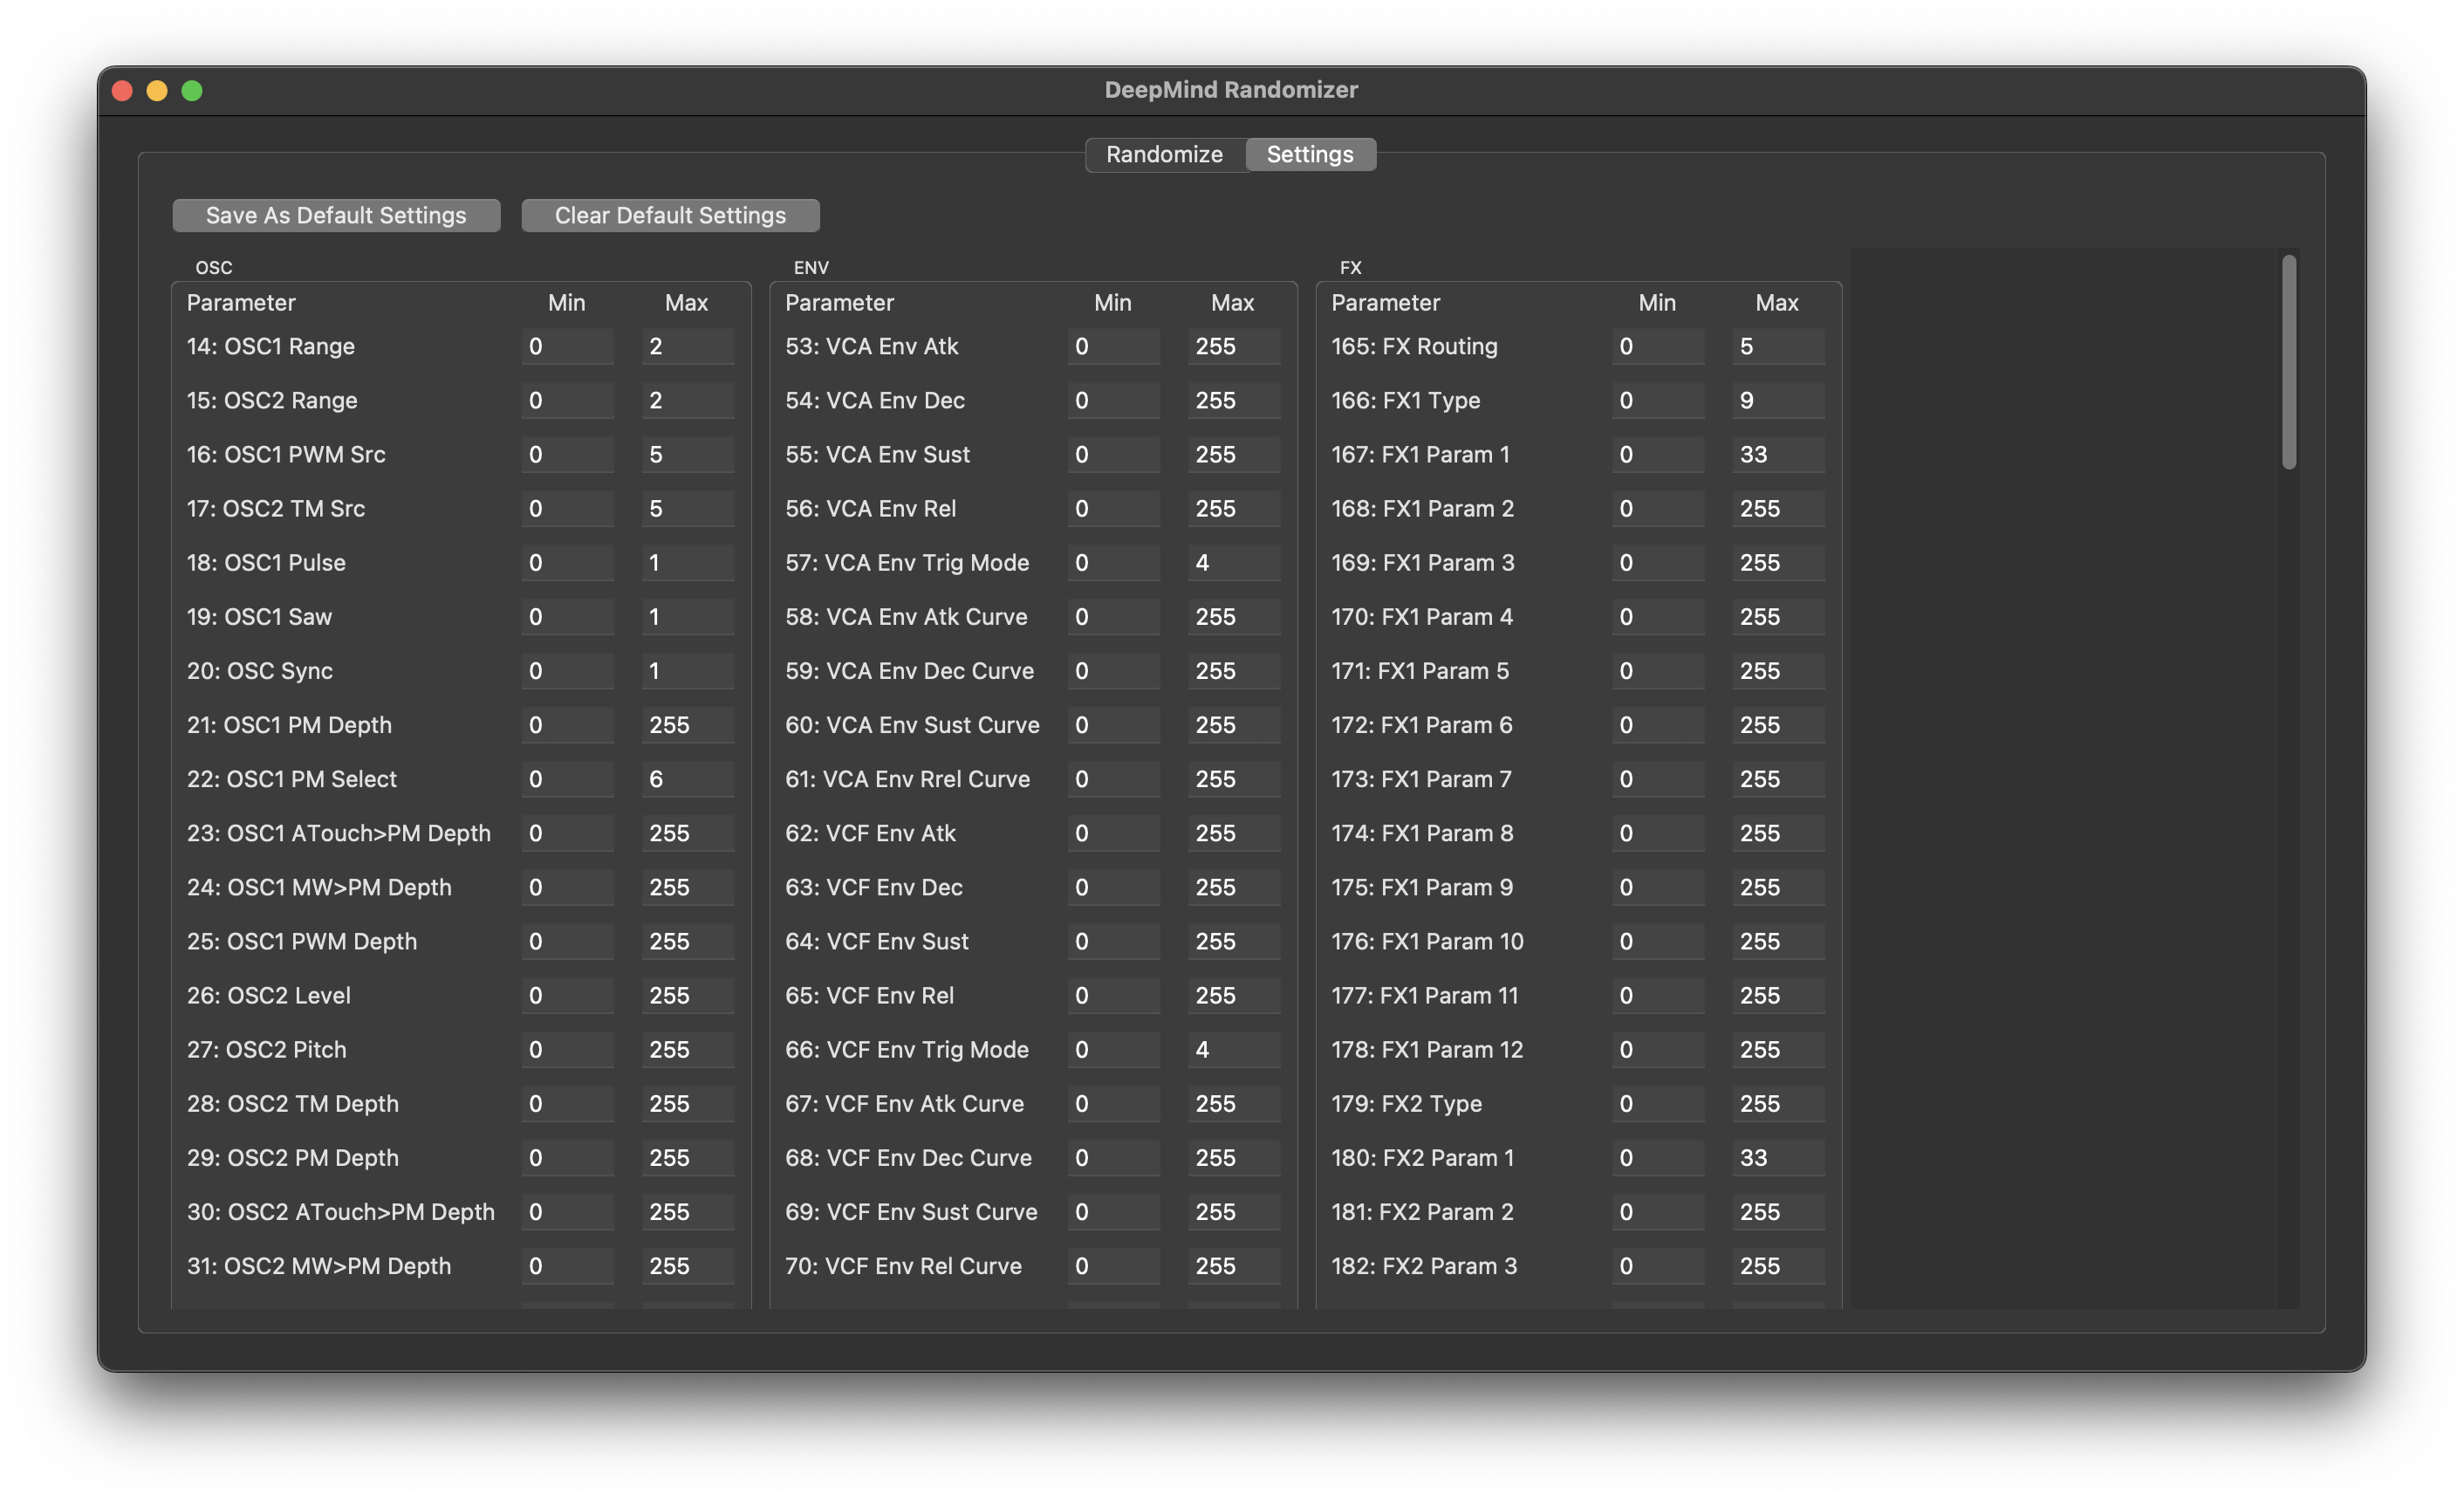 DeepMind Randomizer
Randomize Settings
Save As Default Settings Clear Default Settings
OSC
Parameter Min Max
14: OSC1 Range 0 2
15: OSC2 Range 0 2
16: OSC1 PWM Src 0 5
17: OSC2 TM Src 0 5
18: OSC1 Pulse 0 1
19: OSC1 Saw 0 1
20: OSC Sync 0 1
21: OSC1 PM Depth 0 255
22: OSC1 PM Select 0 6
23: OSC1 ATouch>PM Depth 0 255
24: OSC1 MW>PM Depth 0 255
25: OSC1 PWM Depth 0 255
26: OSC2 Level 0 255
27: OSC2 Pitch 0 255
28: OSC2 TM Depth 0 255
29: OSC2 PM Depth 0 255
30: OSC2 ATouch>PM Depth 0 255
31: OSC2 MW>PM Depth 0 255
ENV
Parameter Min Max
53: VCA Env Atk 0 255
54: VCA Env Dec 0 255
55: VCA Env Sust 0 255
56: VCA Env Rel 0 255
57: VCA Env Trig Mode 0 4
58: VCA Env Atk Curve 0 255
59: VCA Env Dec Curve 0 255
60: VCA Env Sust Curve 0 255
61: VCA Env Rrel Curve 0 255
62: VCF Env Atk 0 255
63: VCF Env Dec 0 255
64: VCF Env Sust 0 255
65: VCF Env Rel 0 255
66: VCF Env Trig Mode 0 4
67: VCF Env Atk Curve 0 255
68: VCF Env Dec Curve 0 255
69: VCF Env Sust Curve 0 255
70: VCF Env Rel Curve 0 255
FX
Parameter Min Max
165: FX Routing 0 5
166: FX1 Type 0 9
167: FX1 Param 1 0 33
168: FX1 Param 2 0 255
169: FX1 Param 3 0 255
170: FX1 Param 4 0 255
171: FX1 Param 5 0 255
172: FX1 Param 6 0 255
173: FX1 Param 7 0 255
174: FX1 Param 8 0 255
175: FX1 Param 9 0 255
176: FX1 Param 10 0 255
177: FX1 Param 11 0 255
178: FX1 Param 12 0 255
179: FX2 Type 0 255
180: FX2 Param 1 0 33
181: FX2 Param 2 0 255
182: FX2 Param 3 0 255